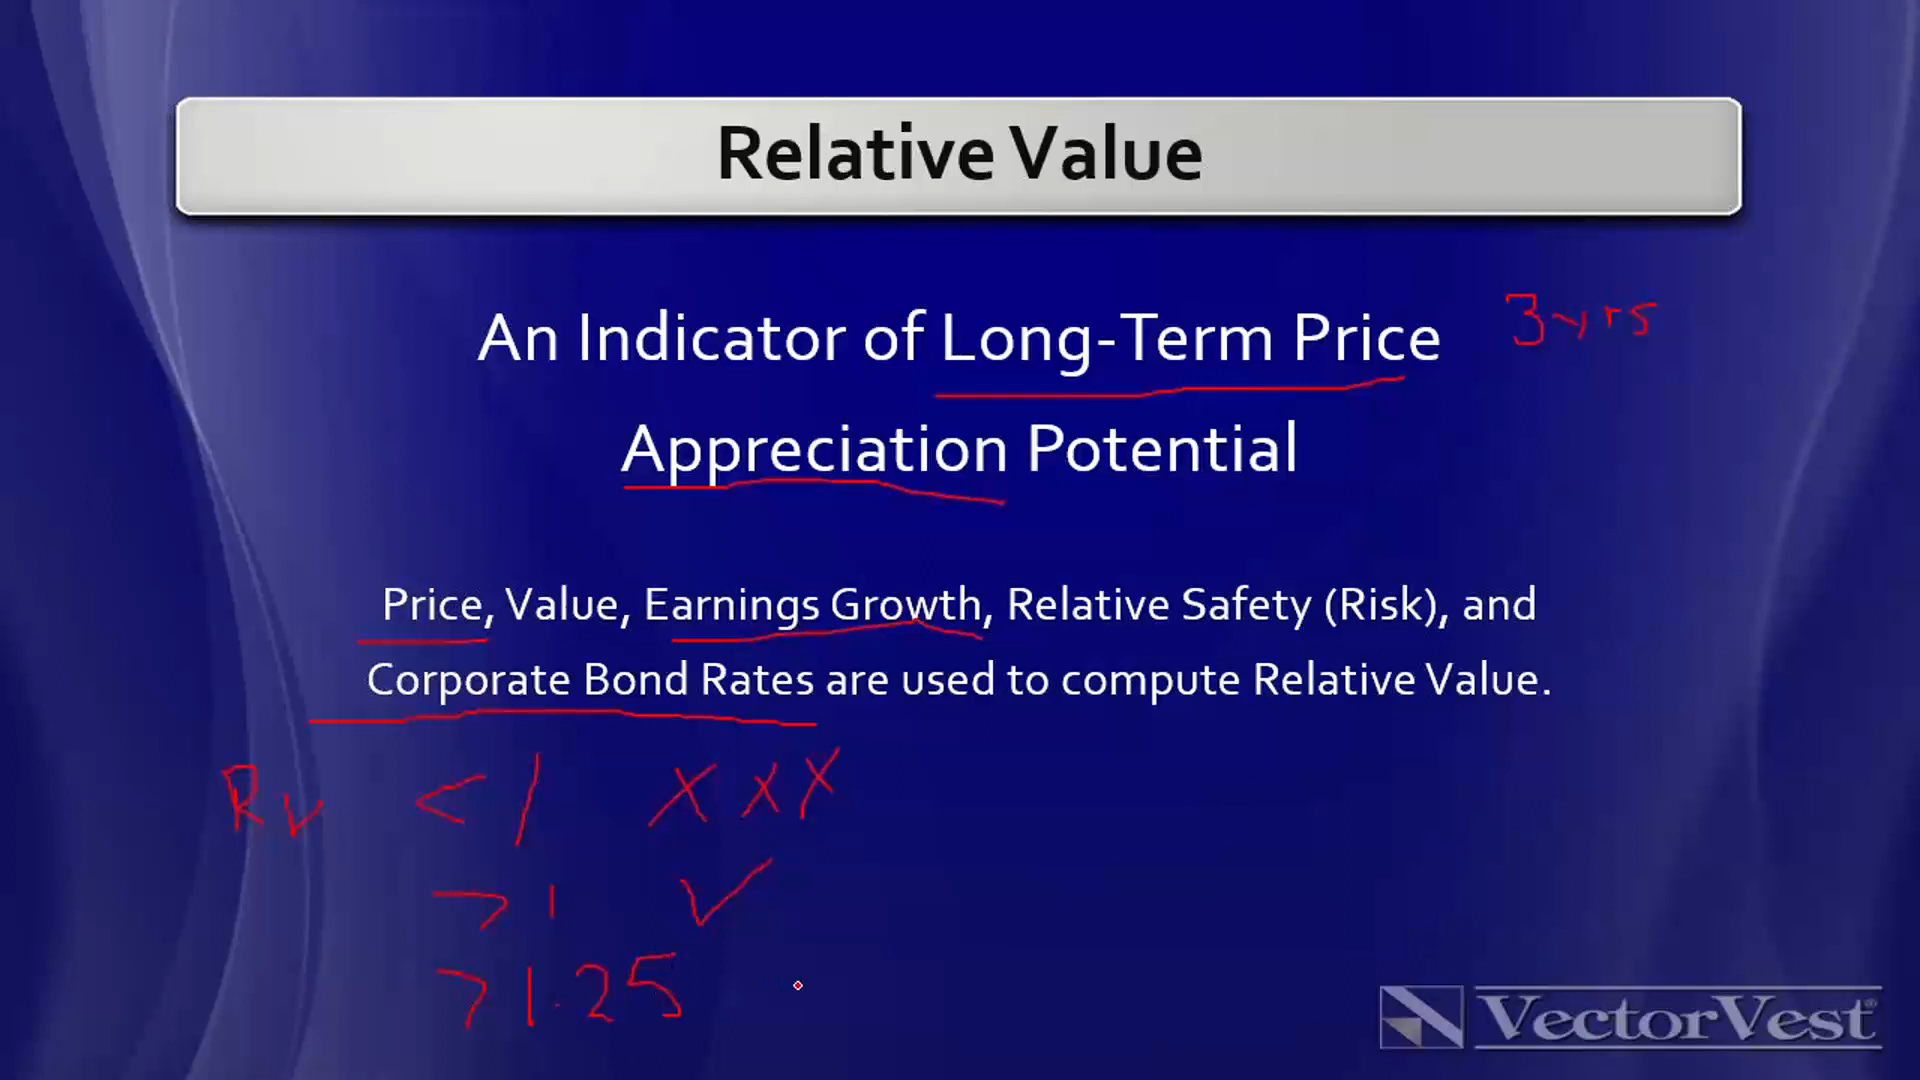 Relative Value
An Indicator of Long-Term Price 3 yrs
Appreciation Potential
Price, Value, Earnings Growth, Relative Safety (Risk), and
Corporate Bond Rates are used to compute Relative Value.
RV < 1 X X X
> 1 ✓
> 1.25
VectorVest®